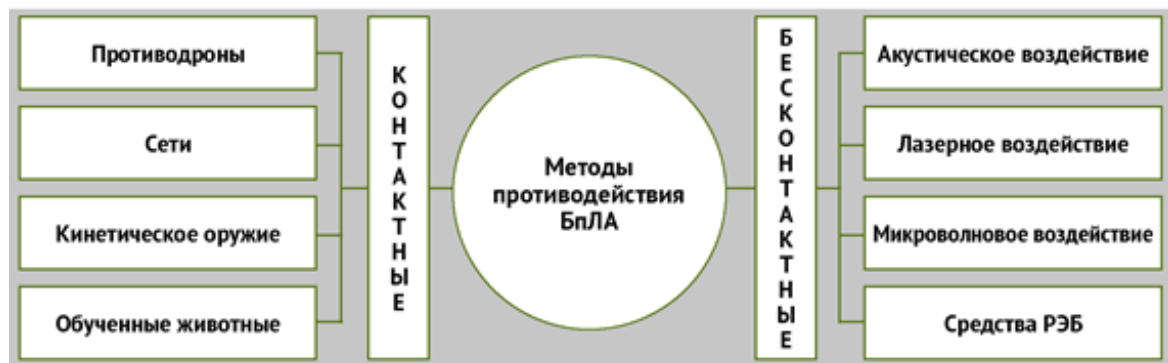 Противодроны
Сети
Кинетическое оружие
Обученные животные
КОНТАКТНЫЕ
Методы
противодействия
БпЛА
БЕСКОНТАКТНЫЕ
Акустическое воздействие
Лазерное воздействие
Микроволновое воздействие
Средства РЭБ